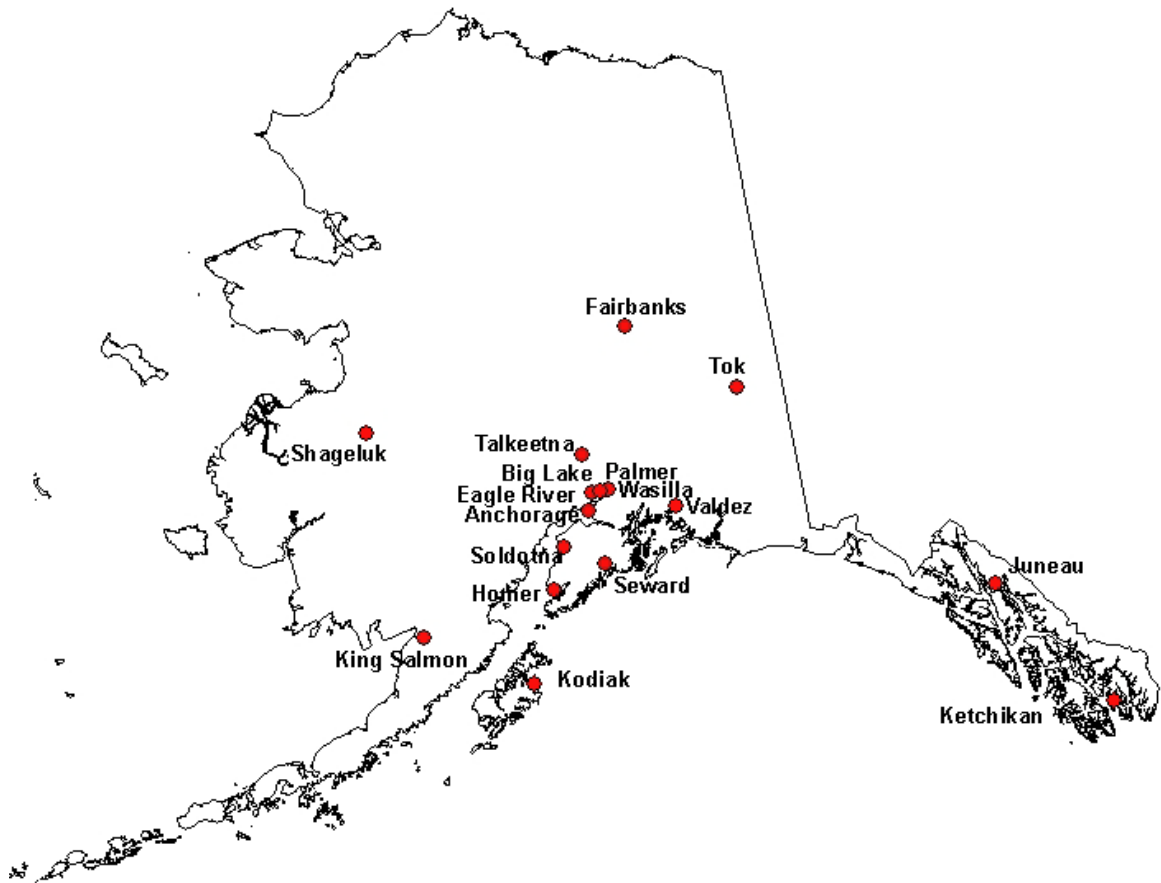 Fairbanks
Tok
Talkeetna
Shageluk
Big Lake
Palmer
Eagle River
Wasilla
Anchorage
Valdez
Soldotna
Juneau
Seward
Homer
King Salmon
Kodiak
Ketchikan